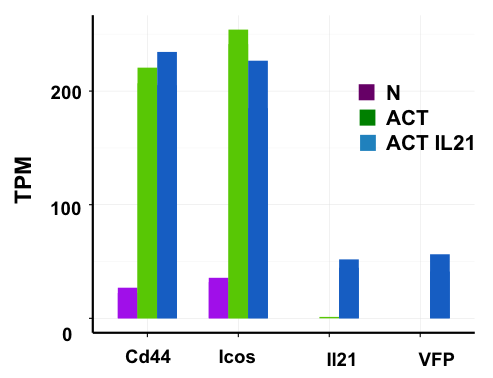 TPM
200
100
0
N
ACT
ACT IL21
Cd44
Icos
Il21
VFP